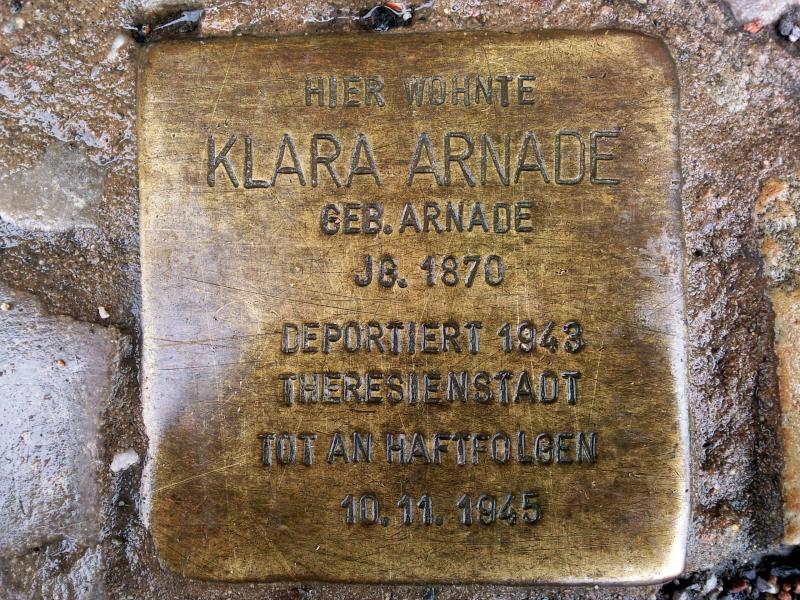 HIER WOHNTE
KLARA ARNADE
GEB. ARNADE
JG. 1870
DEPORTIERT 1943
THERESIENSTADT
TOT AN HAFTFOLGEN
10. 11. 1945